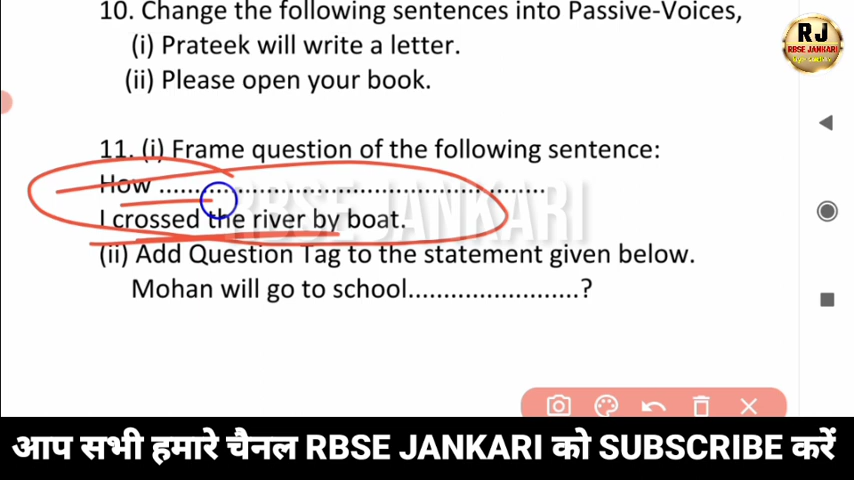 10. Change the following sentences into Passive-Voices,
(i) Prateek will write a letter.
(ii) Please open your book.
RJ
RBSE JANKARI
11. (i) Frame question of the following sentence:
How ......................................................
I crossed the river by boat.
RBSE JANKARI
(ii) Add Question Tag to the statement given below.
Mohan will go to school........................?
आप सभी हमारे चैनल RBSE JANKARI को SUBSCRIBE करें